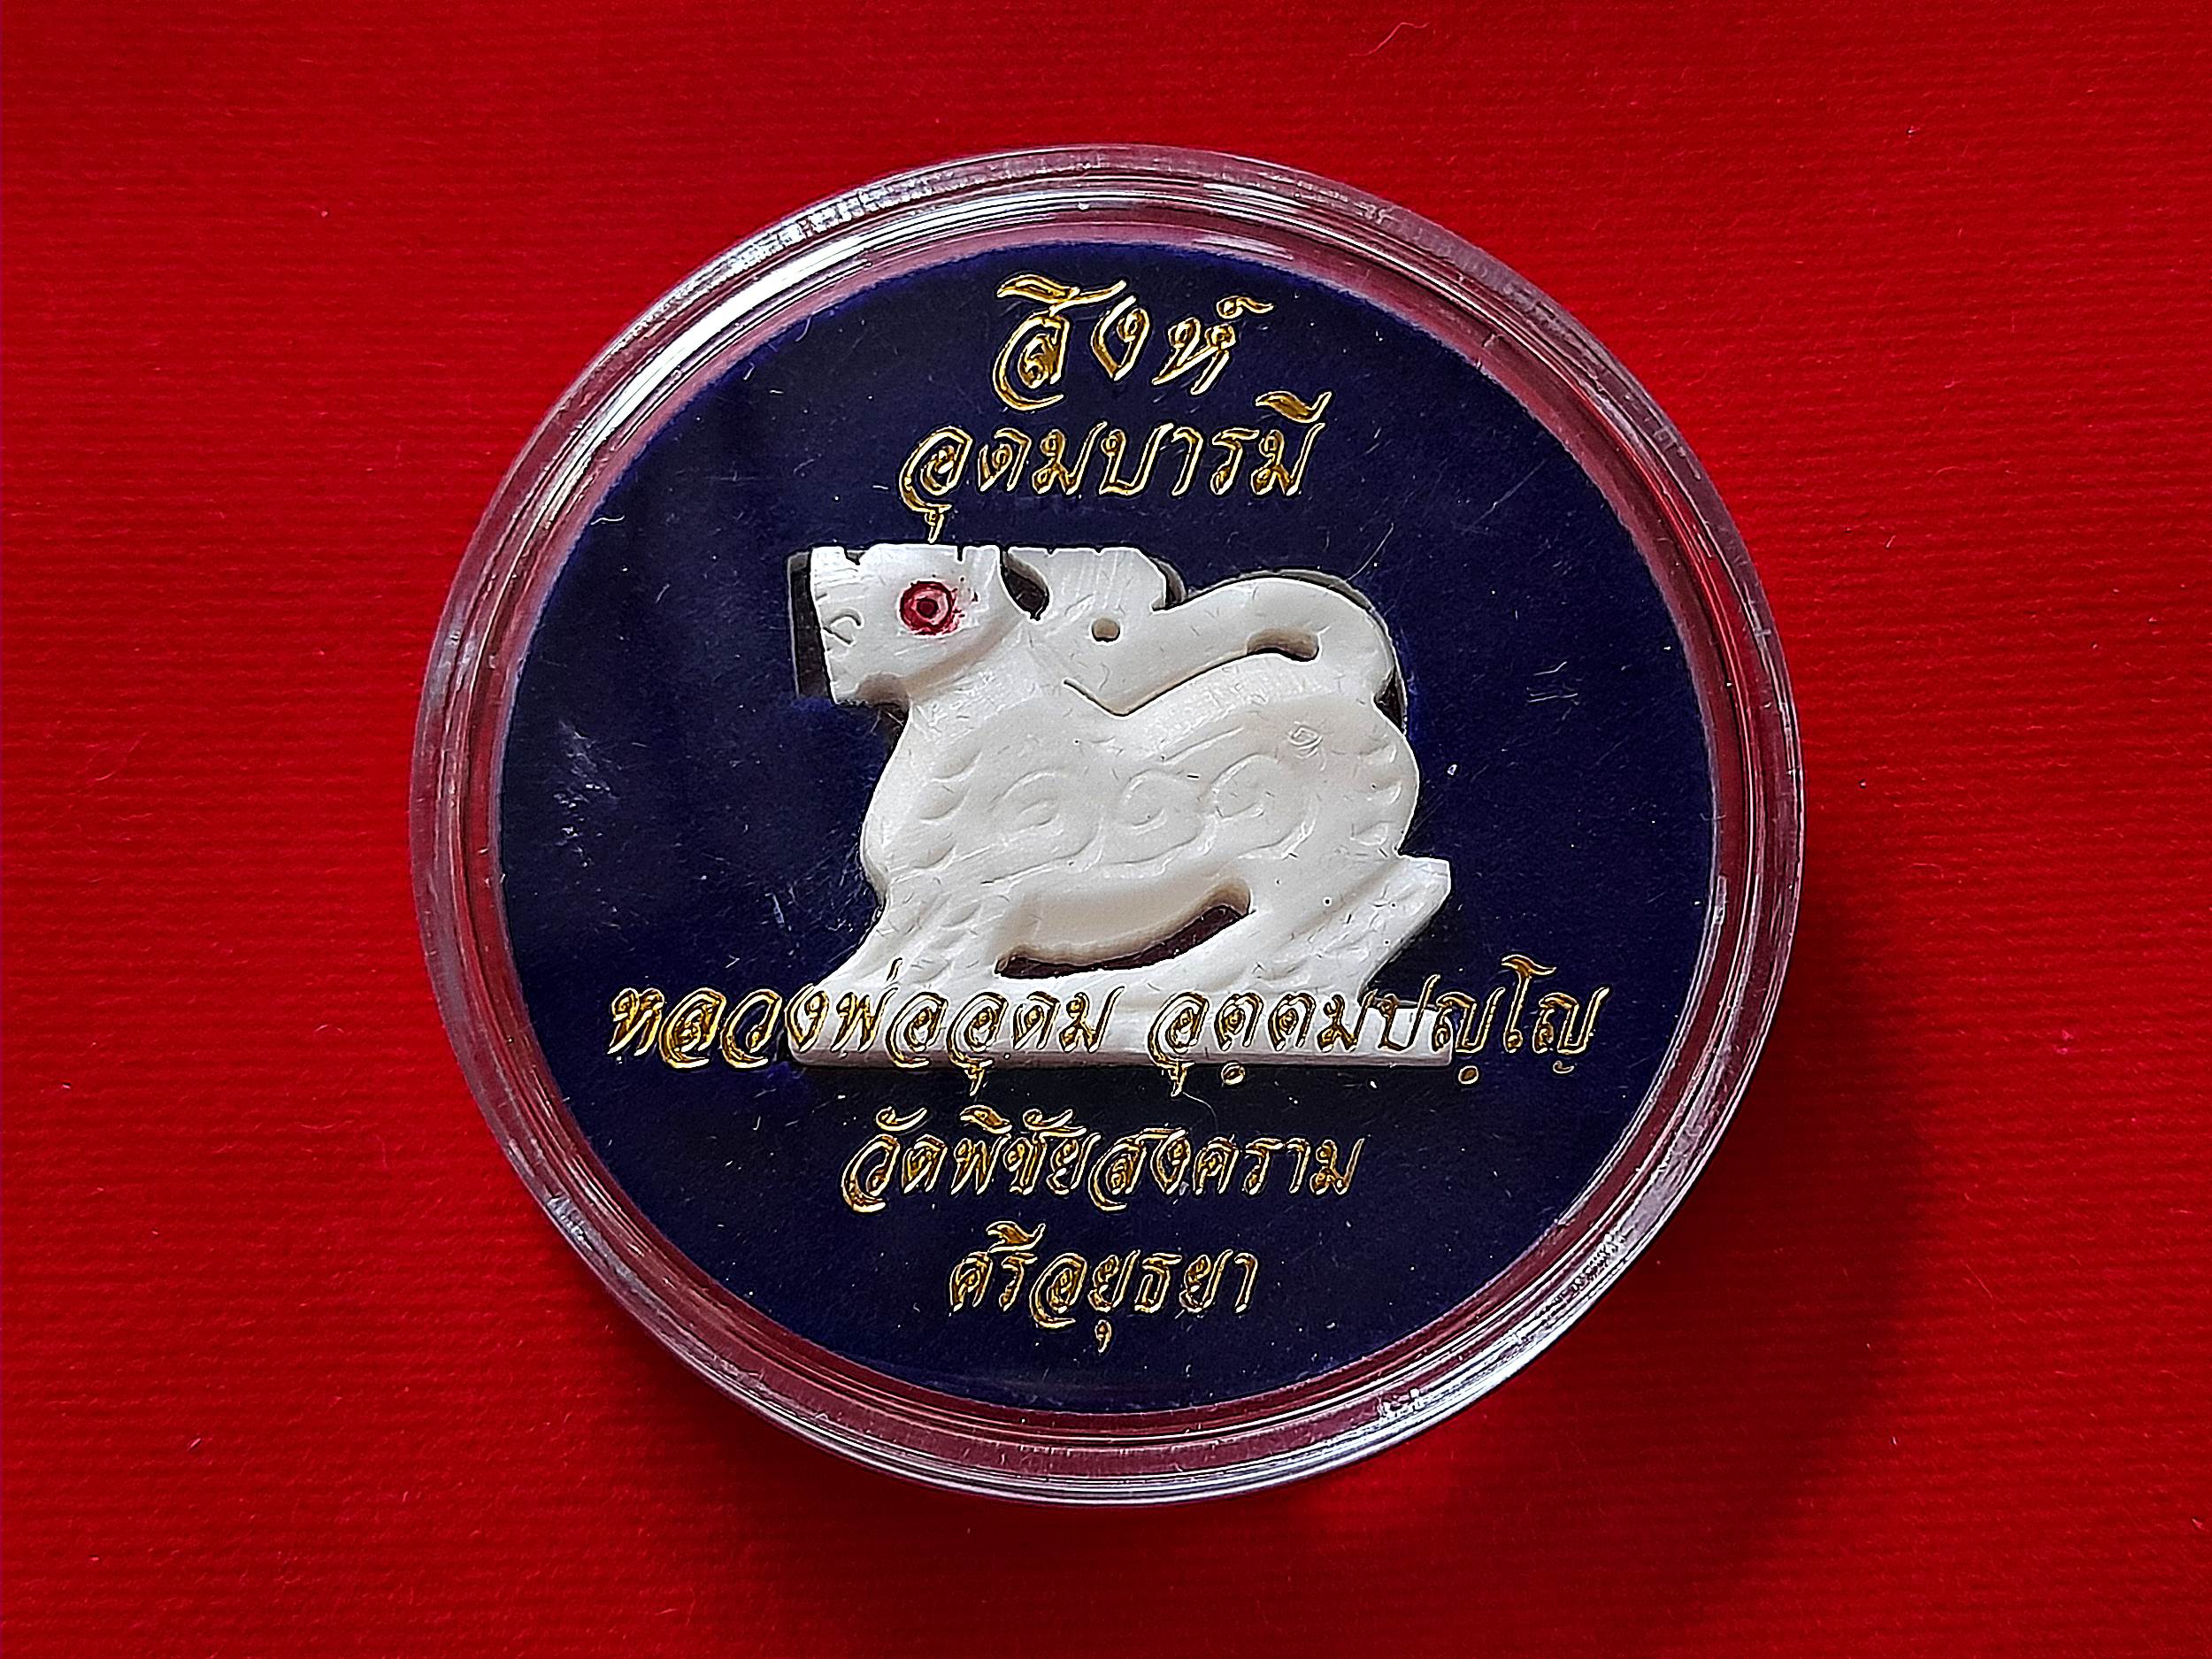 สิงห์
อุดมบารมี
หลวงพ่ออุดม อุตฺตมปญฺโญ
วัดพิชัยสงคราม
ศรีอยุธยา